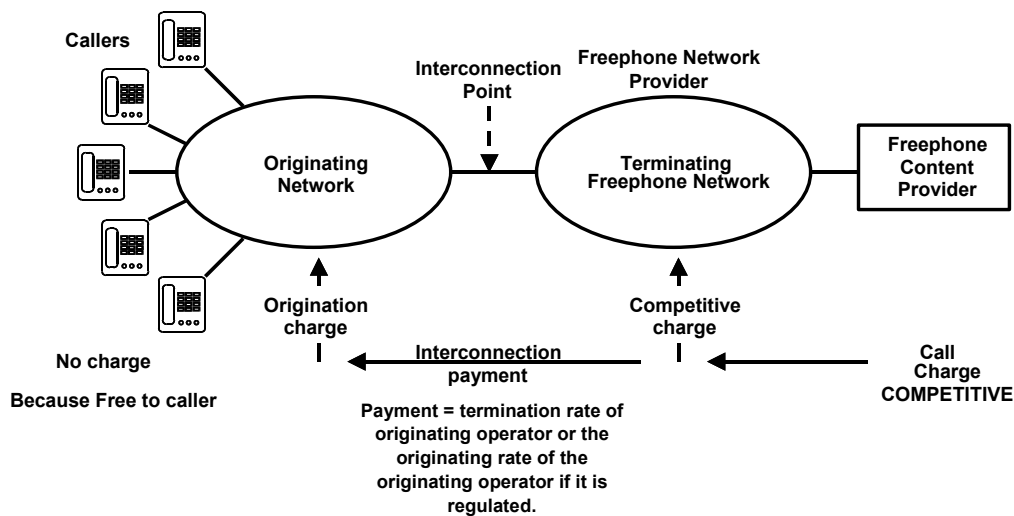 Callers
Interconnection
Point
Freephone Network
Provider
Originating
Network
Terminating
Freephone Network
Freephone
Content
Provider
Origination
charge
Competitive
charge
No charge
Because Free to caller
Interconnection
payment
Call
Charge
COMPETITIVE
Payment = termination rate of
originating operator or the
originating rate of the
originating operator if it is
regulated.